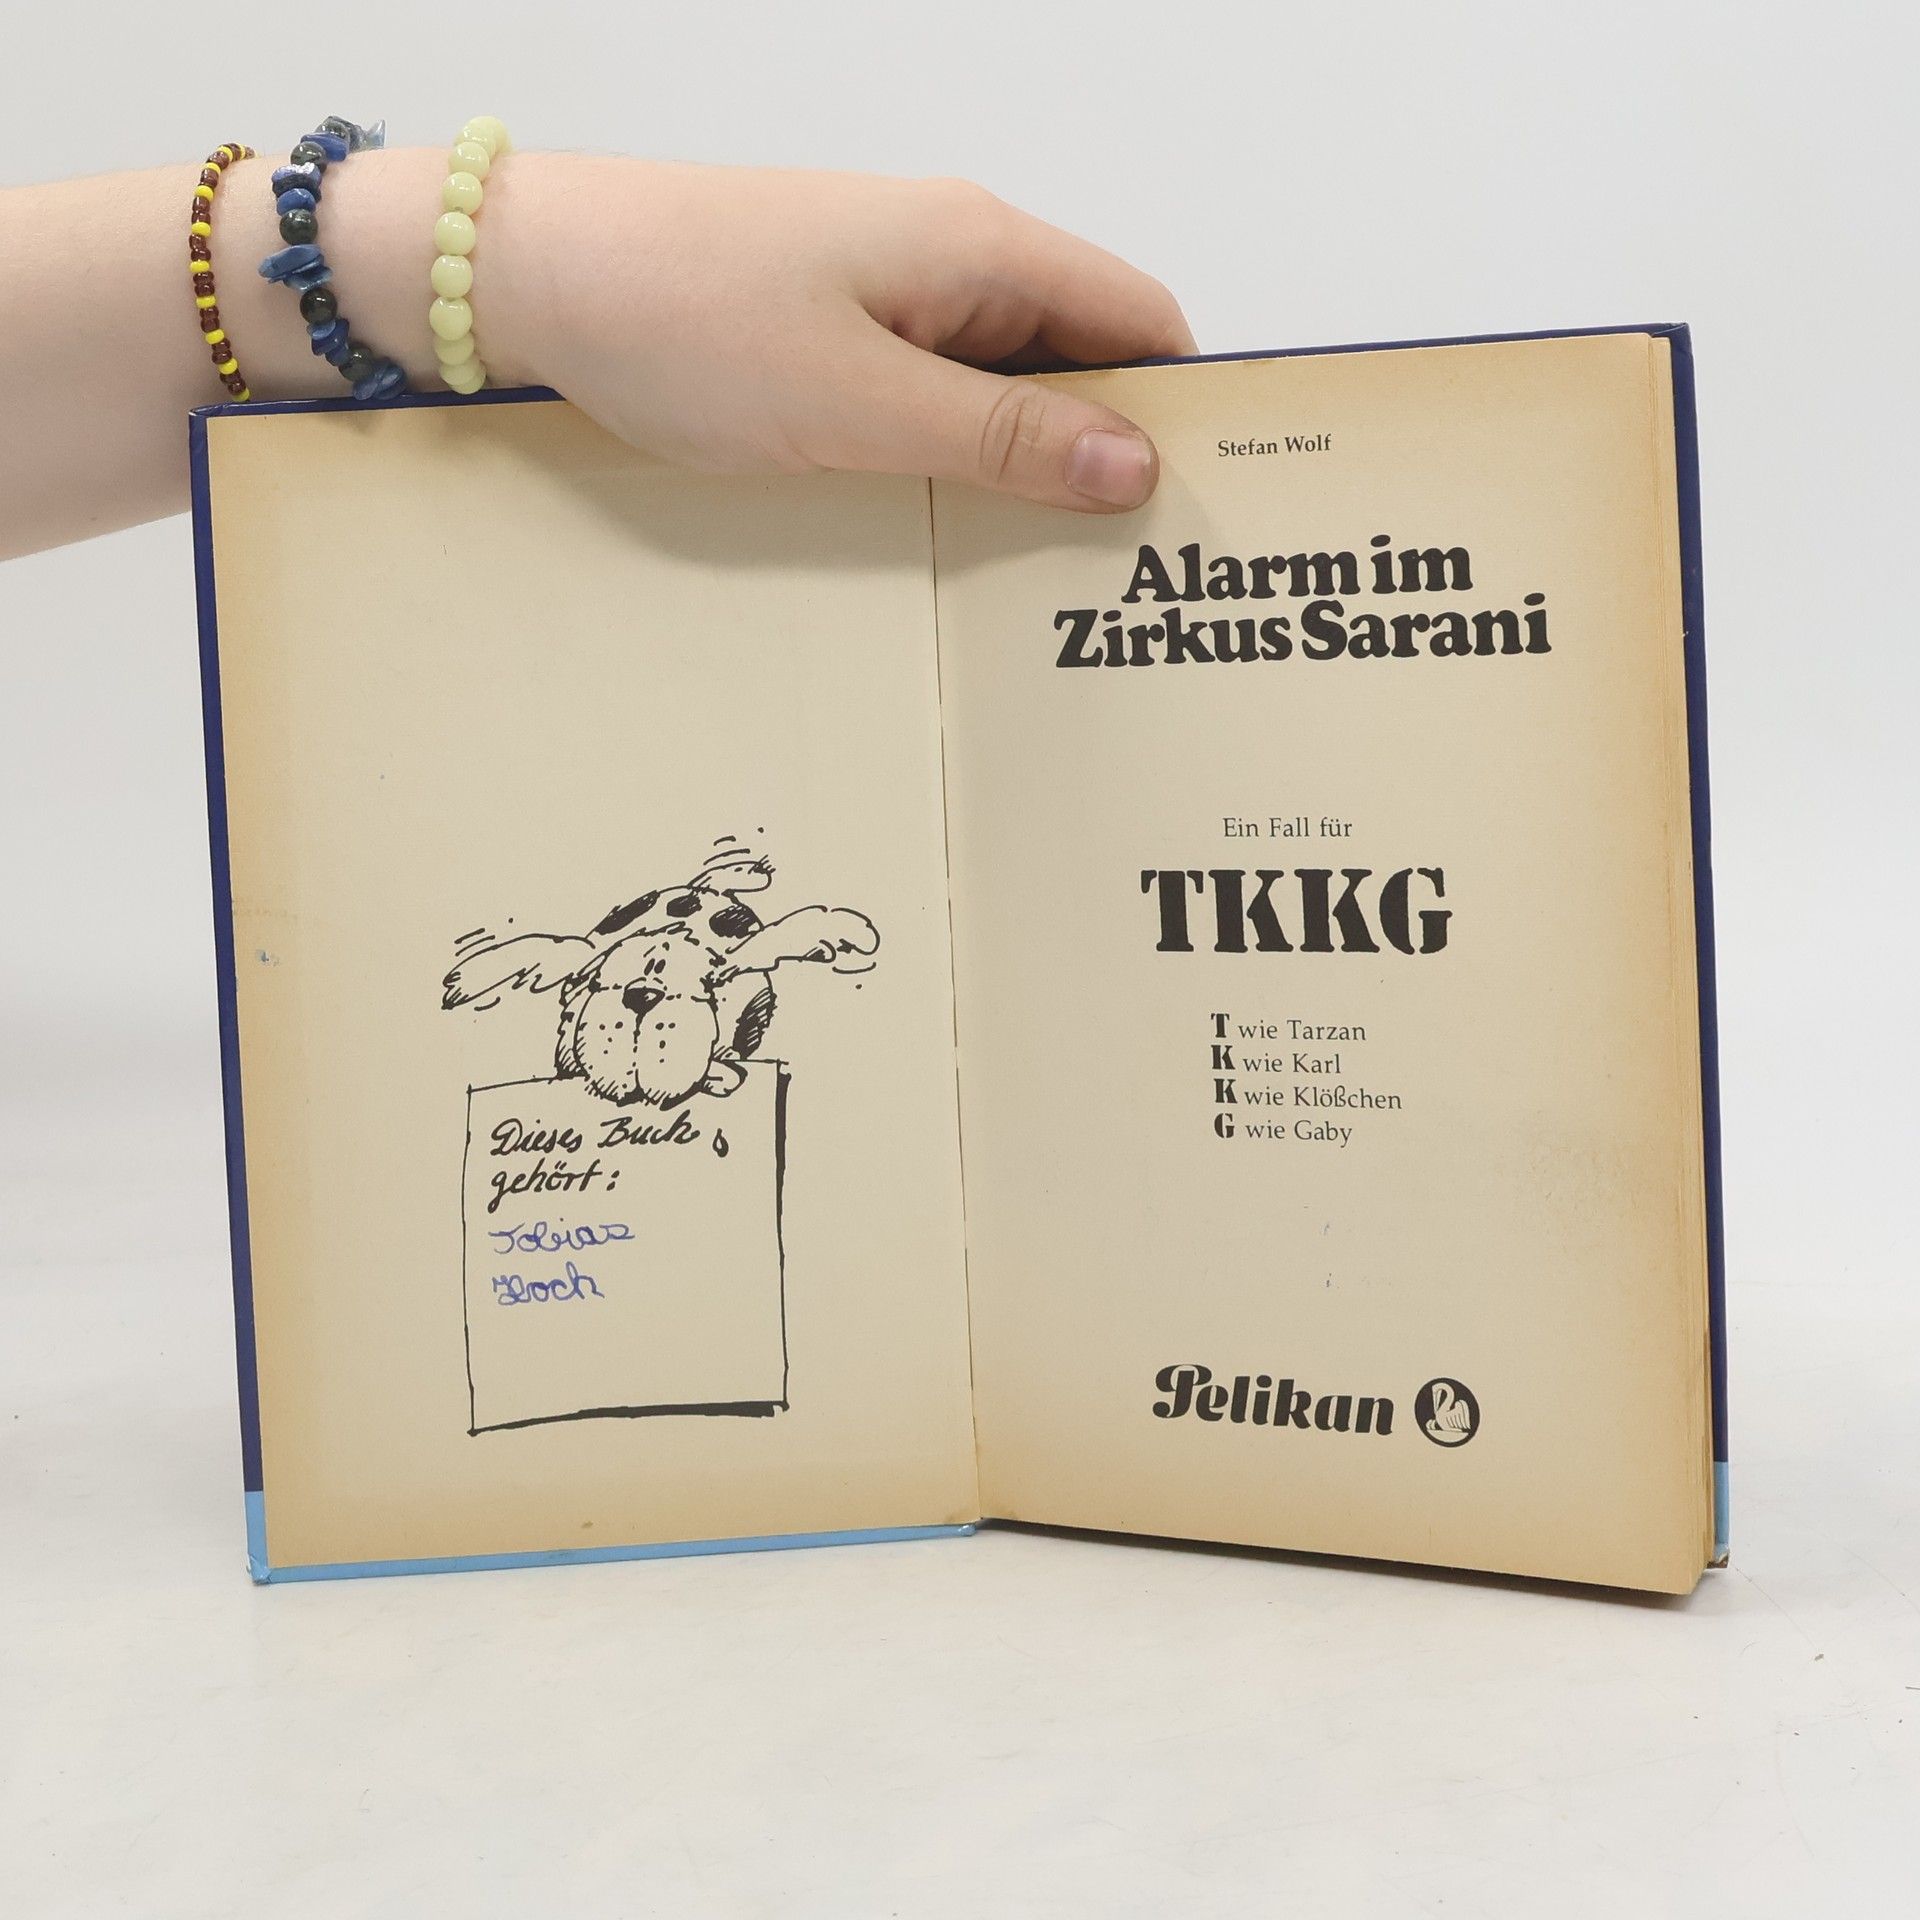 Dieses Buch
gehört:
Tobias
Hoch
Stefan Wolf
Alarm im
Zirkus Sarani
Ein Fall für
TKKG
T wie Tarzan
K wie Karl
K wie Klößchen
G wie Gaby
Pelikan